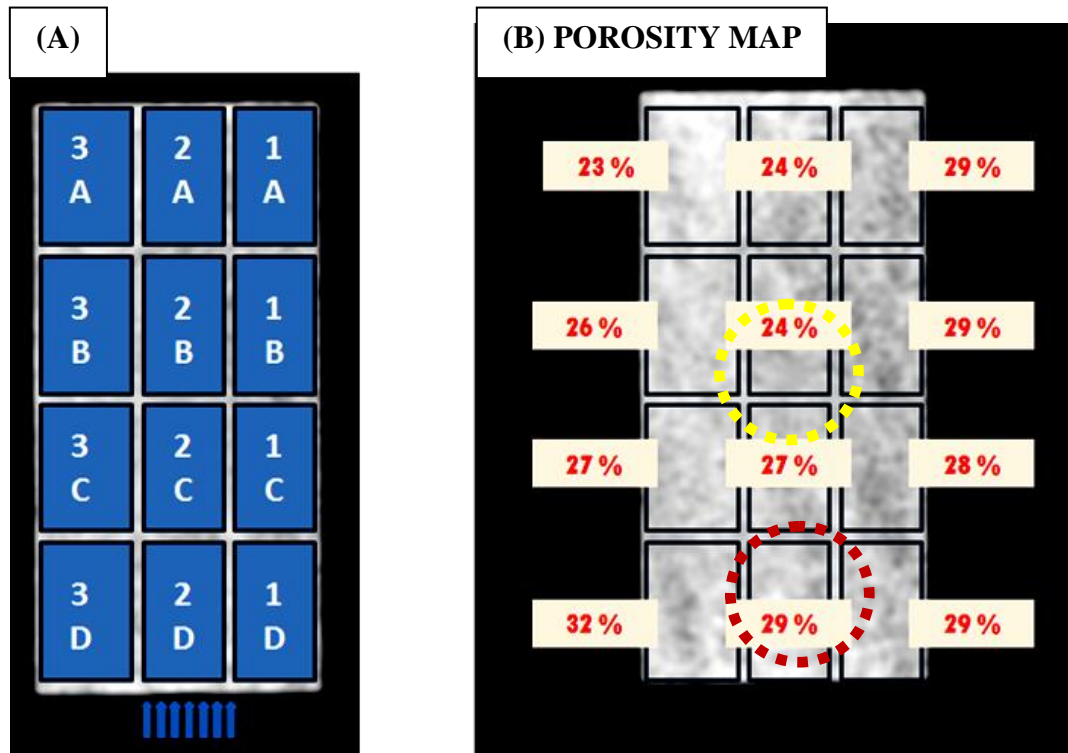 (A)
3 2 1
A A A
3 2 1
B B B
3 2 1
C C C
3 2 1
D D D
(B) POROSITY MAP
23 % 24 % 29 %
26 % 24 % 29 %
27 % 27 % 28 %
32 % 29 % 29 %